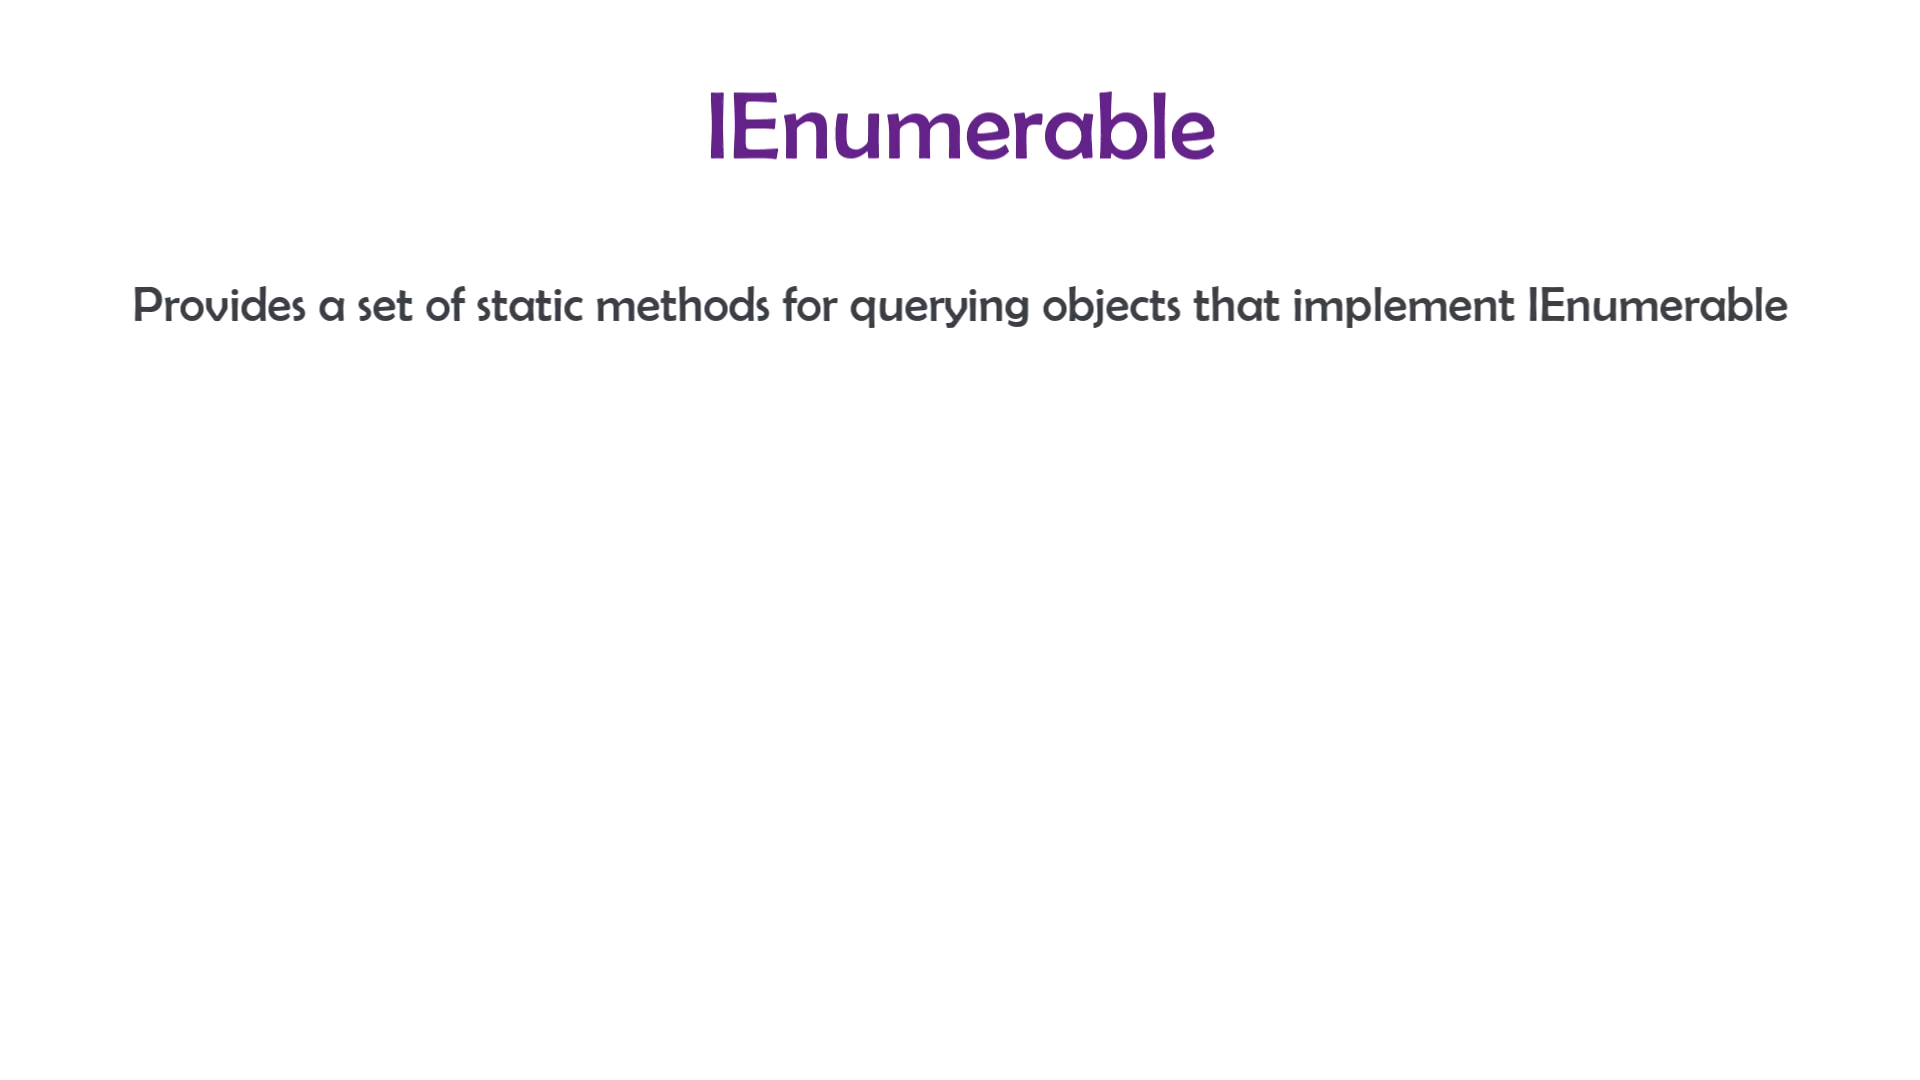 IEnumerable
Provides a set of static methods for querying objects that implement IEnumerable